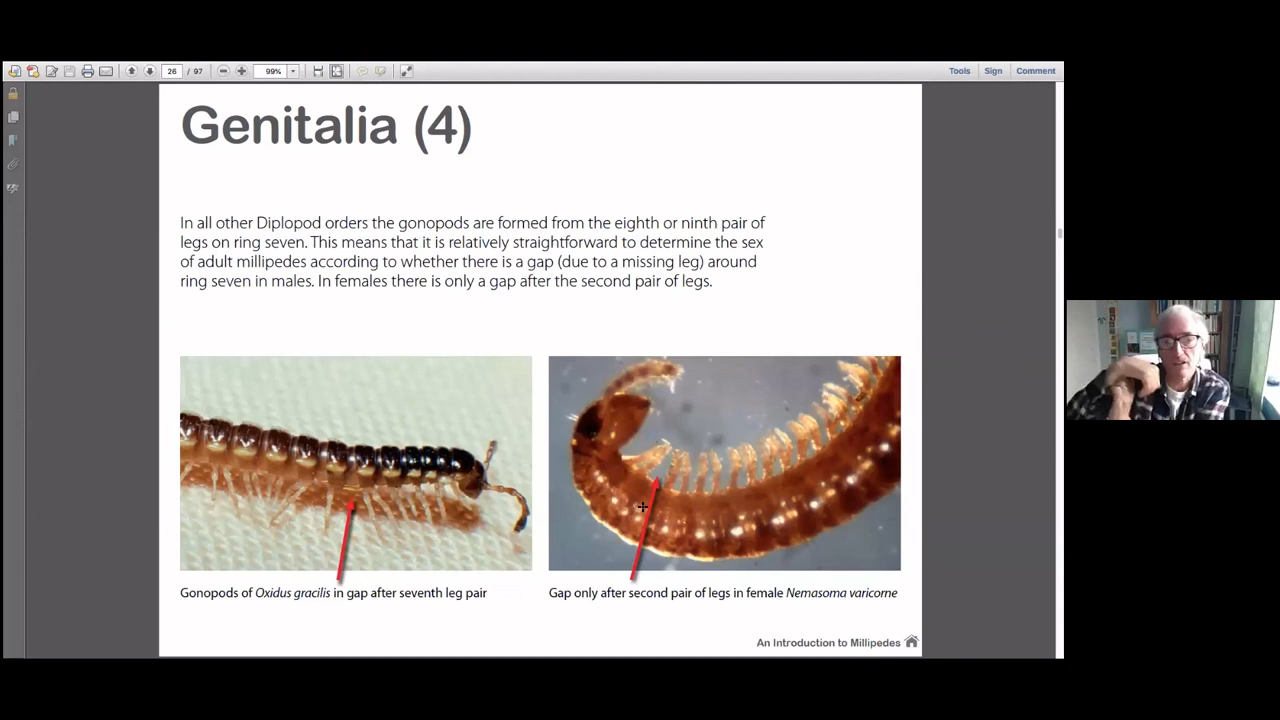 26 / 97
99%
Tools
Sign
Comment
Genitalia (4)
In all other Diplopod orders the gonopods are formed from the eighth or ninth pair of
legs on ring seven. This means that it is relatively straightforward to determine the sex
of adult millipedes according to whether there is a gap (due to a missing leg) around
ring seven in males. In females there is only a gap after the second pair of legs.
Gonopods of Oxidus gracilis in gap after seventh leg pair
Gap only after second pair of legs in female Nemasoma varicorne
An Introduction to Millipedes